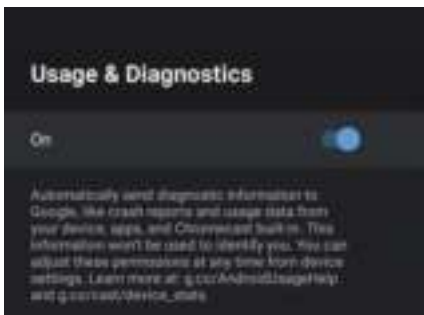 Usage & Diagnostics
On
Automatically send diagnostic information to
Google, like crash reports and usage data from
your device, apps, and Chromecast built-in. This
information won't be used to identify you. You can
adjust these permissions at any time from device
settings. Learn more at: g.co/AndroidUsageHelp
and g.co/cast/device_stats